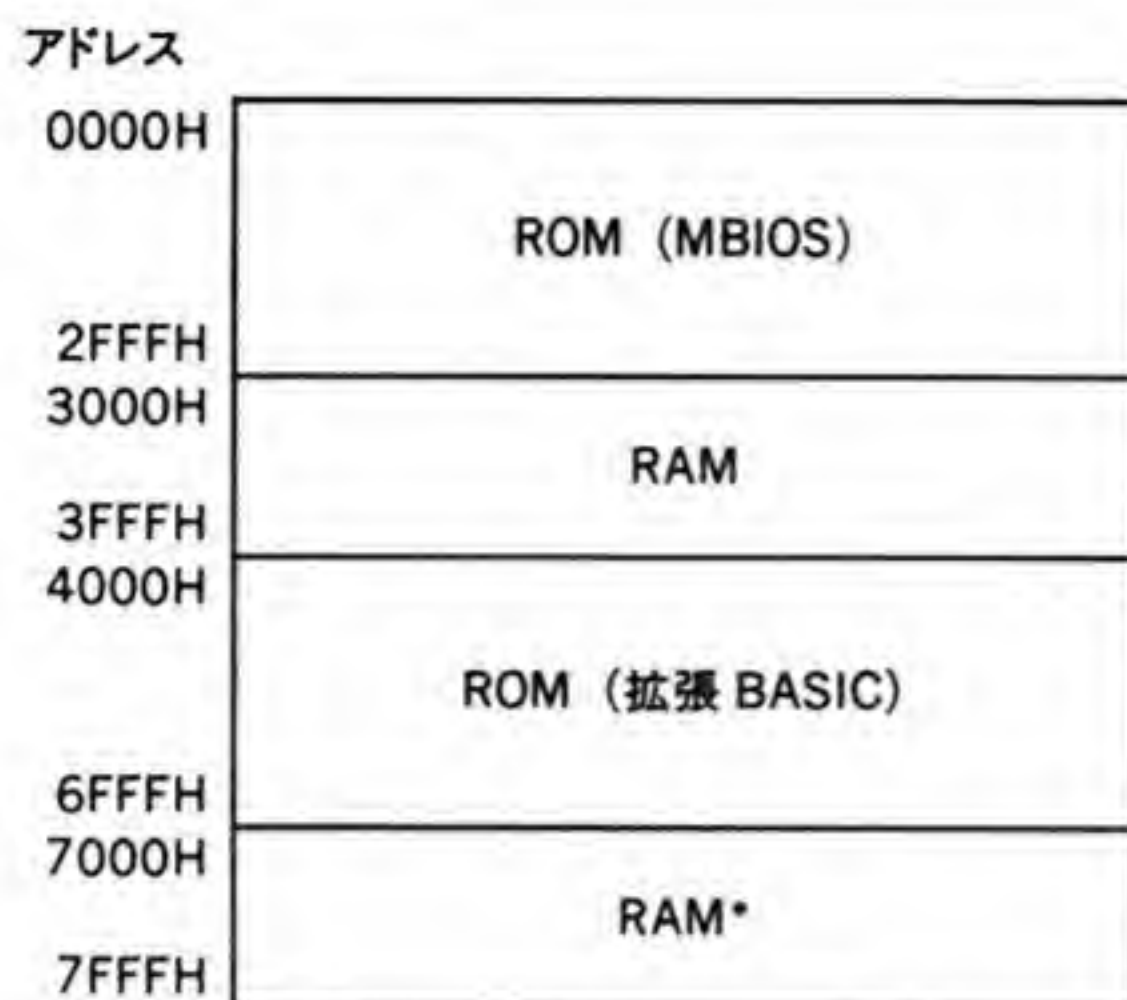 アドレス
0000H
ROM (MBIOS)
2FFFH
3000H
RAM
3FFFH
4000H
ROM (拡張 BASIC)
6FFFH
7000H
RAM*
7FFFH